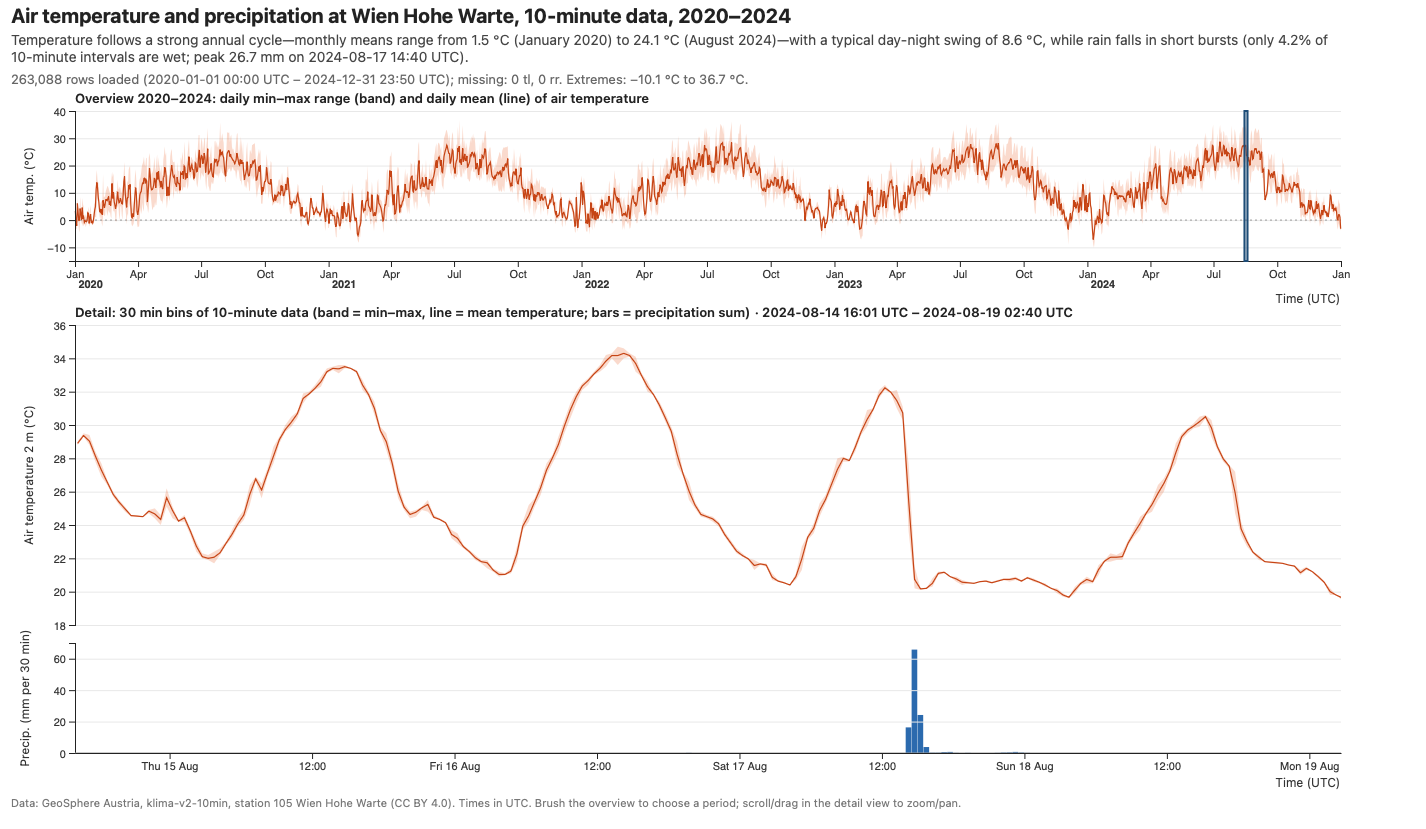 Air temperature and precipitation at Wien Hohe Warte, 10-minute data, 2020–2024
Temperature follows a strong annual cycle—monthly means range from 1.5 °C (January 2020) to 24.1 °C (August 2024)—with a typical day-night swing of 8.6 °C, while rain falls in short bursts (only 4.2% of
10-minute intervals are wet; peak 26.7 mm on 2024-08-17 14:40 UTC).
263,088 rows loaded (2020-01-01 00:00 UTC – 2024-12-31 23:50 UTC); missing: 0 tl, 0 rr. Extremes: −10.1 °C to 36.7 °C.
Overview 2020–2024: daily min–max range (band) and daily mean (line) of air temperature
Air temp. (°C)
40
30
20
10
0
−10
Jan Apr Jul Oct Jan Apr Jul Oct Jan Apr Jul Oct Jan Apr Jul Oct Jan Apr Jul Oct Jan
2020 2021 2022 2023 2024
Time (UTC)
Detail: 30 min bins of 10-minute data (band = min–max, line = mean temperature; bars = precipitation sum) · 2024-08-14 16:01 UTC – 2024-08-19 02:40 UTC
Air temperature 2 m (°C)
36
34
32
30
28
26
24
22
20
18
Precip. (mm per 30 min)
60
40
20
0
Thu 15 Aug 12:00 Fri 16 Aug 12:00 Sat 17 Aug 12:00 Sun 18 Aug 12:00 Mon 19 Aug
Time (UTC)
Data: GeoSphere Austria, klima-v2-10min, station 105 Wien Hohe Warte (CC BY 4.0). Times in UTC. Brush the overview to choose a period; scroll/drag in the detail view to zoom/pan.